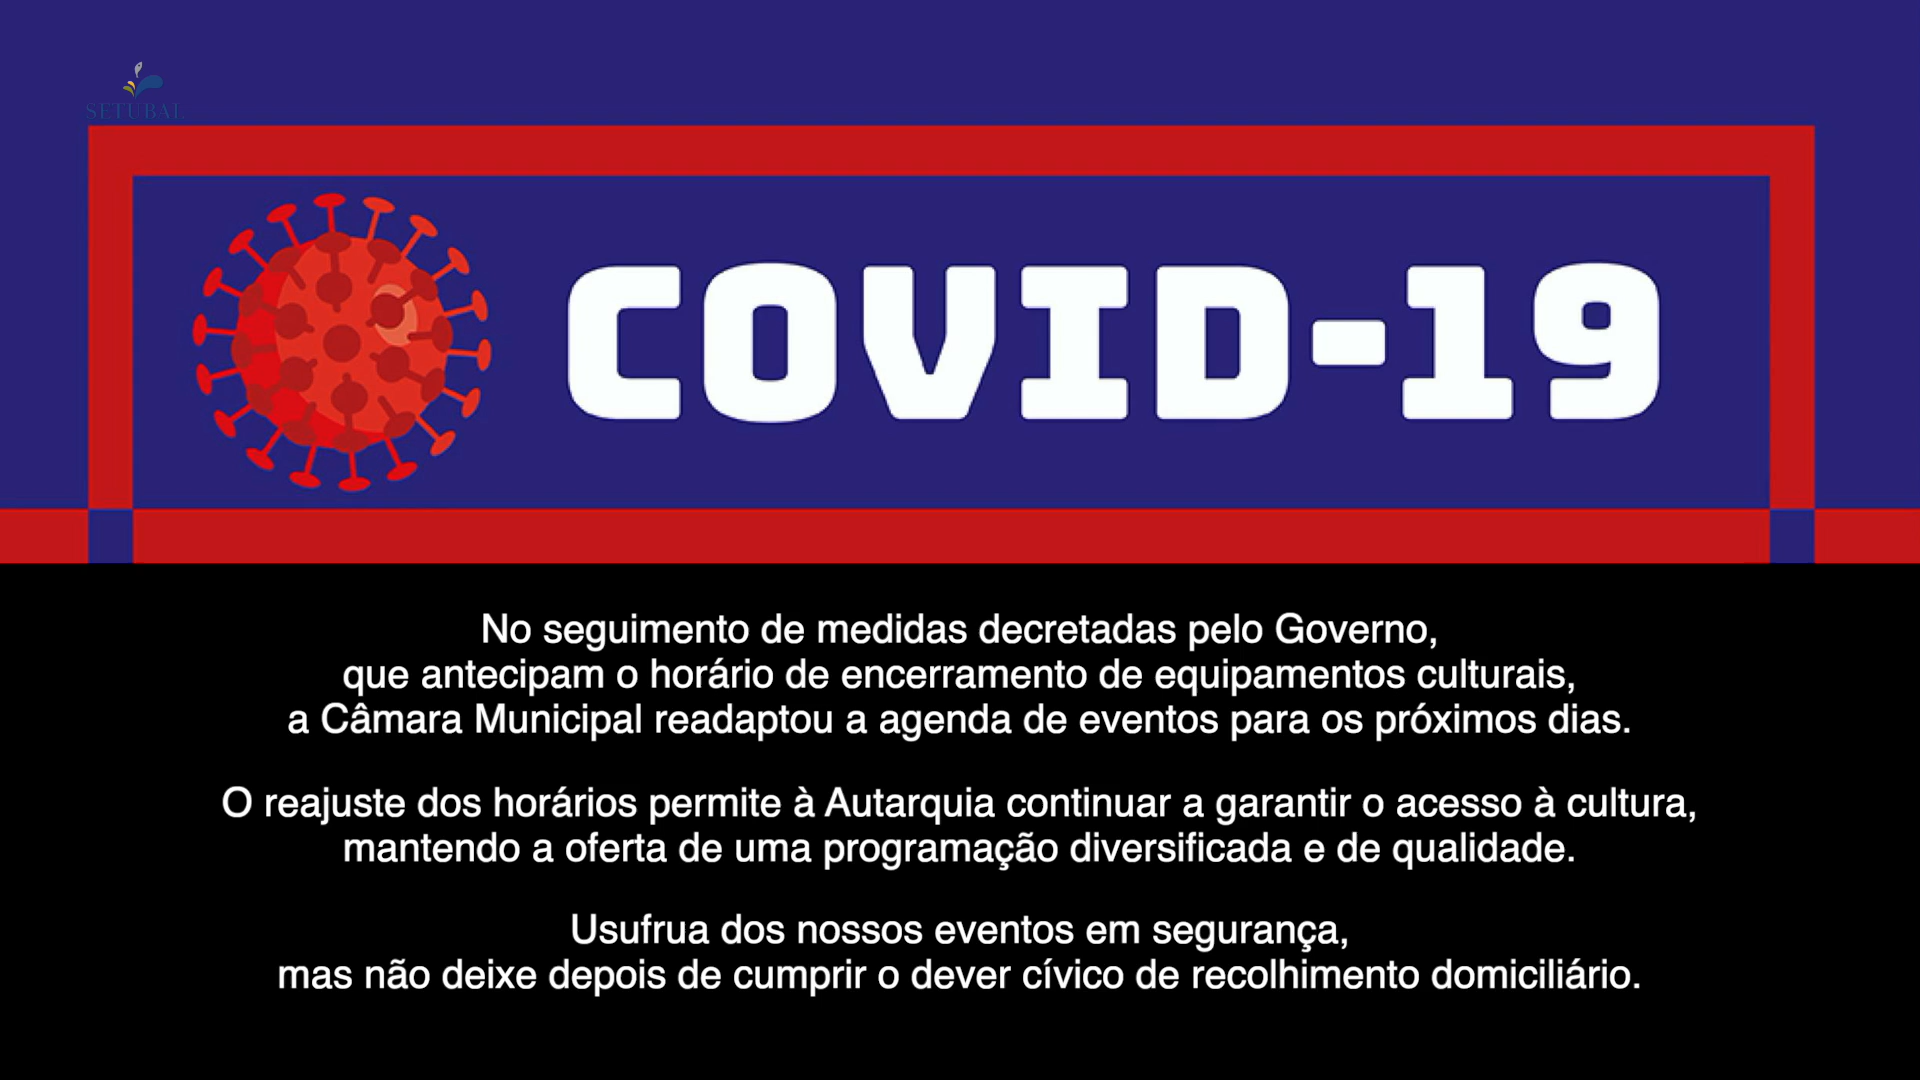 SETÚBAL
COVID-19
No seguimento de medidas decretadas pelo Governo,
que antecipam o horário de encerramento de equipamentos culturais,
a Câmara Municipal readaptou a agenda de eventos para os próximos dias.
O reajuste dos horários permite à Autarquia continuar a garantir o acesso à cultura,
mantendo a oferta de uma programação diversificada e de qualidade.
Usufrua dos nossos eventos em segurança,
mas não deixe depois de cumprir o dever cívico de recolhimento domiciliário.